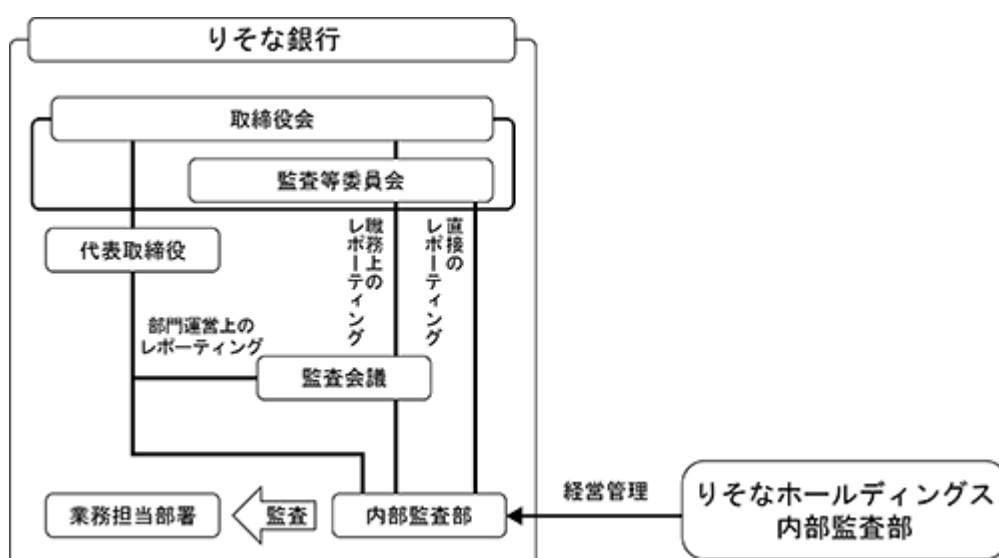 りそな銀行
取締役会
監査等委員会
代表取締役
職務上の
レポーティング
直接の
レポーティング
部門運営上の
レポーティング
監査会議
業務担当部署
監査
内部監査部
経営管理
りそなホールディングス
内部監査部